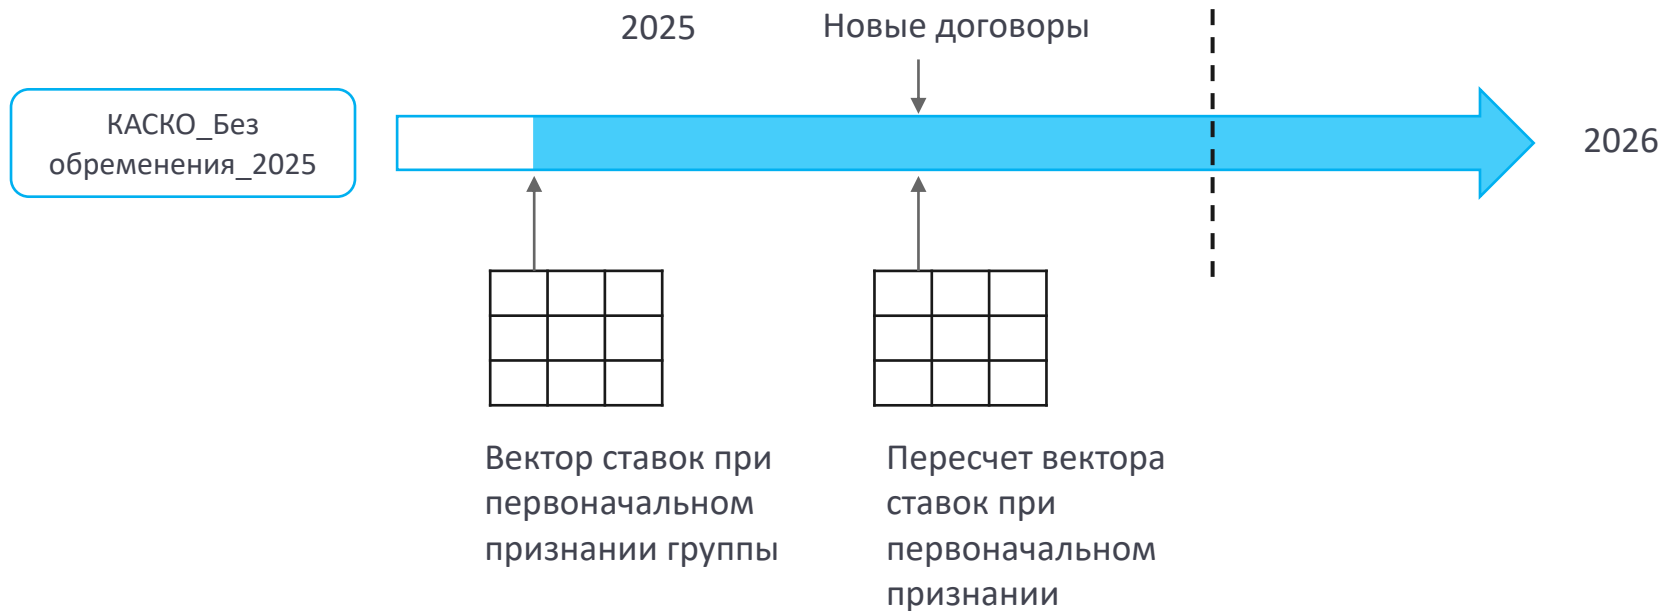 2025
Новые договоры
КАСКО_Без
обременения_2025
2026
Вектор ставок при
первоначальном
признании группы
Пересчет вектора
ставок при
первоначальном
признании